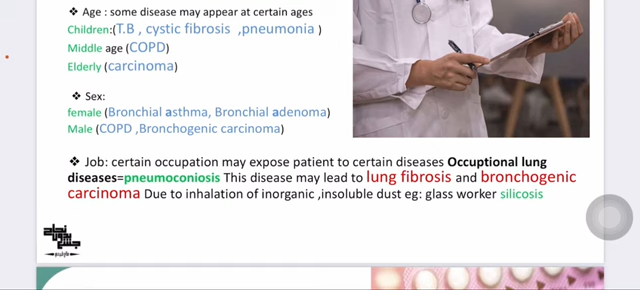 ❖ Age : some disease may appear at certain ages
Children:(T.B , cystic fibrosis ,pneumonia )
Middle age (COPD)
Elderly (carcinoma)
❖ Sex:
female (Bronchial asthma, Bronchial adenoma)
Male (COPD ,Bronchogenic carcinoma)
❖ Job: certain occupation may expose patient to certain diseases Occuptional lung
diseases=pneumoconiosis This disease may lead to lung fibrosis and bronchogenic
carcinoma Due to inhalation of inorganic ,insoluble dust eg: glass worker silicosis